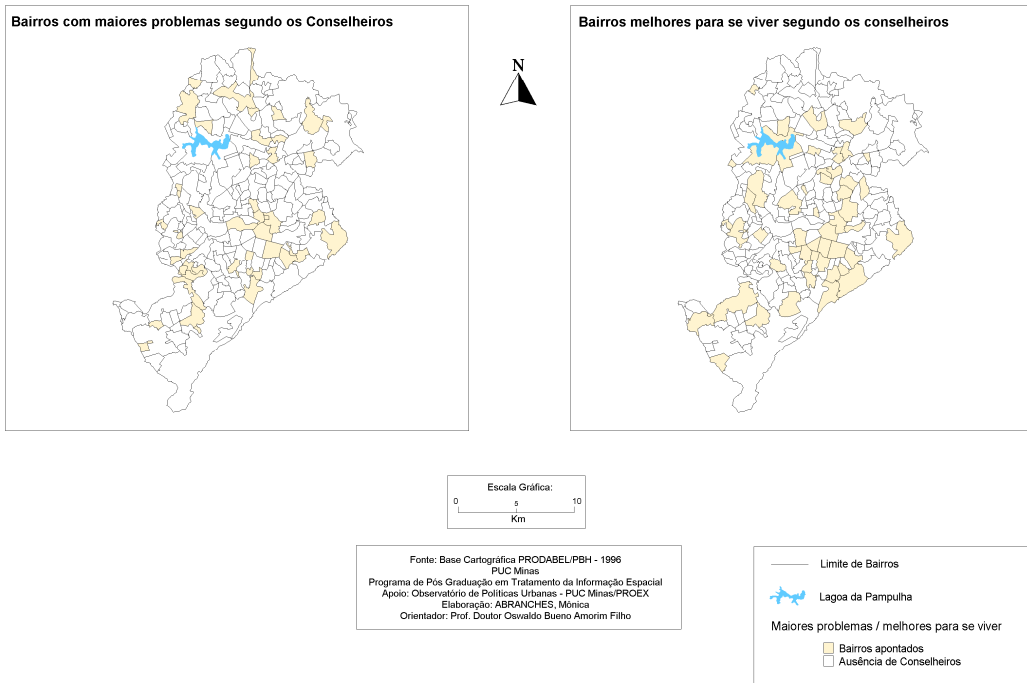 Bairros com maiores problemas segundo os Conselheiros
Bairros melhores para se viver segundo os conselheiros
N
Escala Gráfica:
0 5 10
Km
Fonte: Base Cartográfica PRODABEL/PBH - 1996
PUC Minas
Programa de Pós Graduação em Tratamento da Informação Espacial
Apoio: Observatório de Políticas Urbanas - PUC Minas/PROEX
Elaboração: ABRANCHES, Mônica
Orientador: Prof. Doutor Osvaldo Bueno Amorim Filho
Limite de Bairros
Lagoa da Pampulha
Maiores problemas / melhores para se viver
Bairros apontados
Ausência de Conselheiros